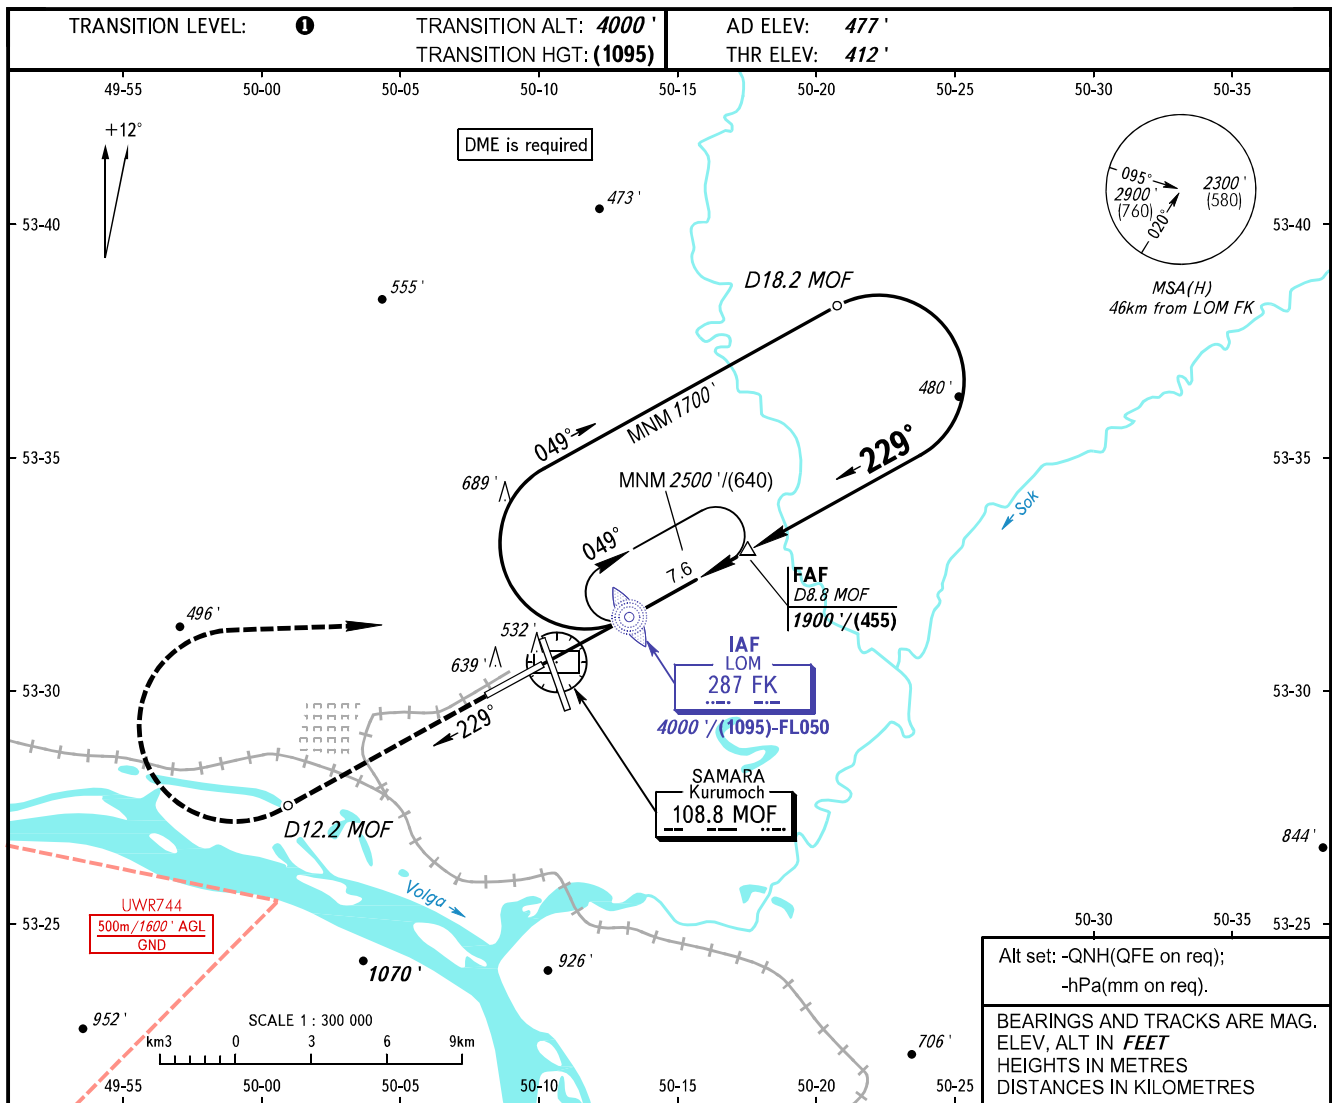 TRANSITION LEVEL: 1 TRANSITION ALT: 4000 ' AD ELEV: 477 '
TRANSITION HGT: (1095) THR ELEV: 412 '
49-55 50-00 50-05 50-10 50-15 50-20 50-25 50-30 50-35
+12°
DME is required
095°
2900 '
(760)
020°
2300 '
(580)
473 '
53-40 53-40
MSA(H)
46km from LOM FK
D18.2 MOF
555 '
480 '
MNM 1700 '
049°
229°
53-35 53-35
689 '
MNM 2500 '/(640)
Sok
049°
7.6
FAF
D8.8 MOF
1900 '/(455)
496 '
532 '
639 '
IAF
LOM
287 FK
4000 '/(1095)-FL050
53-30 53-30
229°
SAMARA
Kurumoch
108.8 MOF
D12.2 MOF
844 '
Volga
UWR744
500m/1600 ' AGL
GND
53-25 50-30 50-35 53-25
1070 '
926 '
Alt set: -QNH(QFE on req);
-hPa(mm on req).
952 '
SCALE 1 : 300 000
km3 0 3 6 9km
706 '
BEARINGS AND TRACKS ARE MAG.
ELEV, ALT IN FEET
HEIGHTS IN METRES
DISTANCES IN KILOMETRES
49-55 50-00 50-05 50-10 50-15 50-20 50-25